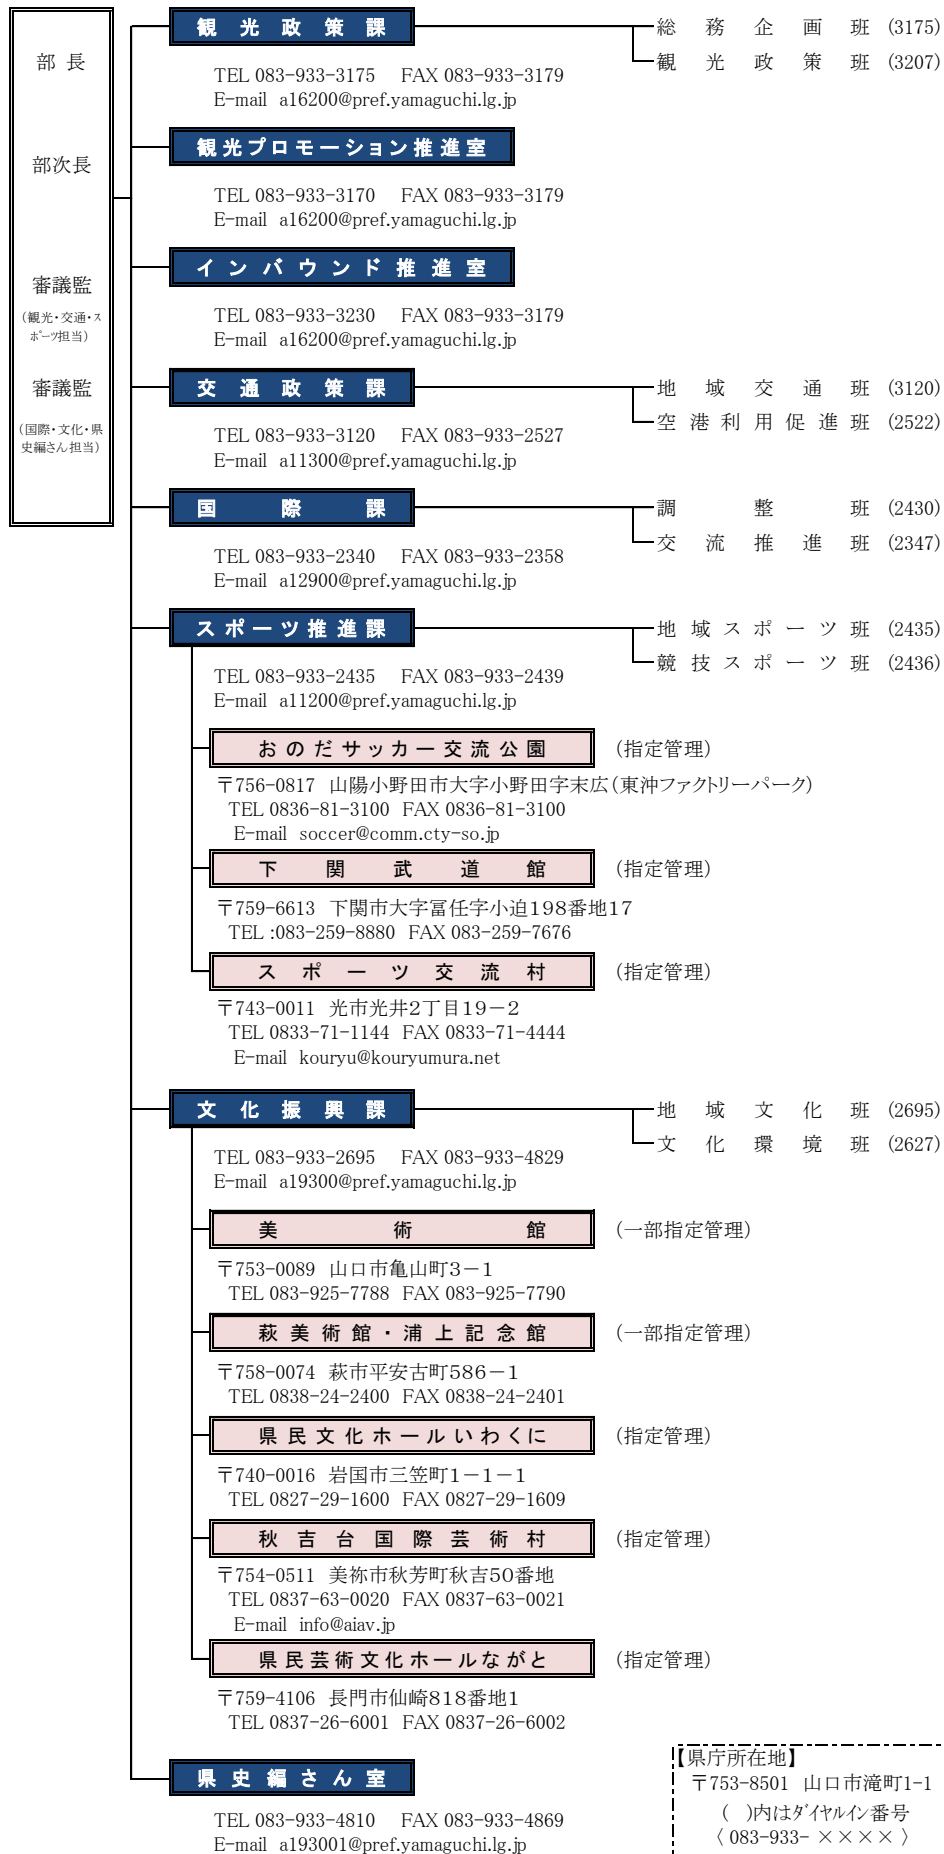 部 長
部次長
審議監
(観光・交通・ス
ポーツ担当)
審議監
(国際・文化・県
史編さん担当)
観光政策課
総務企画班 (3175)
観光政策班 (3207)
TEL 083-933-3175 FAX 083-933-3179
E-mail a16200@pref.yamaguchi.lg.jp
観光プロモーション推進室
TEL 083-933-3170 FAX 083-933-3179
E-mail a16200@pref.yamaguchi.lg.jp
インバウンド推進室
TEL 083-933-3230 FAX 083-933-3179
E-mail a16200@pref.yamaguchi.lg.jp
交通政策課
地域交通班 (3120)
空港利用促進班 (2522)
TEL 083-933-3120 FAX 083-933-2527
E-mail a11300@pref.yamaguchi.lg.jp
国際課
調整班 (2430)
交流推進班 (2347)
TEL 083-933-2340 FAX 083-933-2358
E-mail a12900@pref.yamaguchi.lg.jp
スポーツ推進課
地域スポーツ班 (2435)
競技スポーツ班 (2436)
TEL 083-933-2435 FAX 083-933-2439
E-mail a11200@pref.yamaguchi.lg.jp
おのだサッカー交流公園 (指定管理)
〒756-0817 山陽小野田市大字小野田字末広(東沖ファクトリーパーク)
TEL 0836-81-3100 FAX 0836-81-3100
E-mail soccer@comm.cty-so.jp
下関武道館 (指定管理)
〒759-6613 下関市大字冨任字小迫198番地17
TEL :083-259-8880 FAX 083-259-7676
スポーツ交流村 (指定管理)
〒743-0011 光市光井2丁目19-2
TEL 0833-71-1144 FAX 0833-71-4444
E-mail kouryu@kouryumura.net
文化振興課
地域文化班 (2695)
文化環境班 (2627)
TEL 083-933-2695 FAX 083-933-4829
E-mail a19300@pref.yamaguchi.lg.jp
美術館 (一部指定管理)
〒753-0089 山口市亀山町3-1
TEL 083-925-7788 FAX 083-925-7790
萩美術館・浦上記念館 (一部指定管理)
〒758-0074 萩市平安古町586-1
TEL 0838-24-2400 FAX 0838-24-2401
県民文化ホールいわくに (指定管理)
〒740-0016 岩国市三笠町1-1-1
TEL 0827-29-1600 FAX 0827-29-1609
秋吉台国際芸術村 (指定管理)
〒754-0511 美祢市秋芳町秋吉50番地
TEL 0837-63-0020 FAX 0837-63-0021
E-mail info@aiav.jp
県民芸術文化ホールながと (指定管理)
〒759-4106 長門市仙崎818番地1
TEL 0837-26-6001 FAX 0837-26-6002
県史編さん室
TEL 083-933-4810 FAX 083-933-4869
E-mail a193001@pref.yamaguchi.lg.jp
【県庁所在地】
〒753-8501 山口市滝町1-1
( )内はダイヤルイン番号
〈 083-933- ×××× 〉